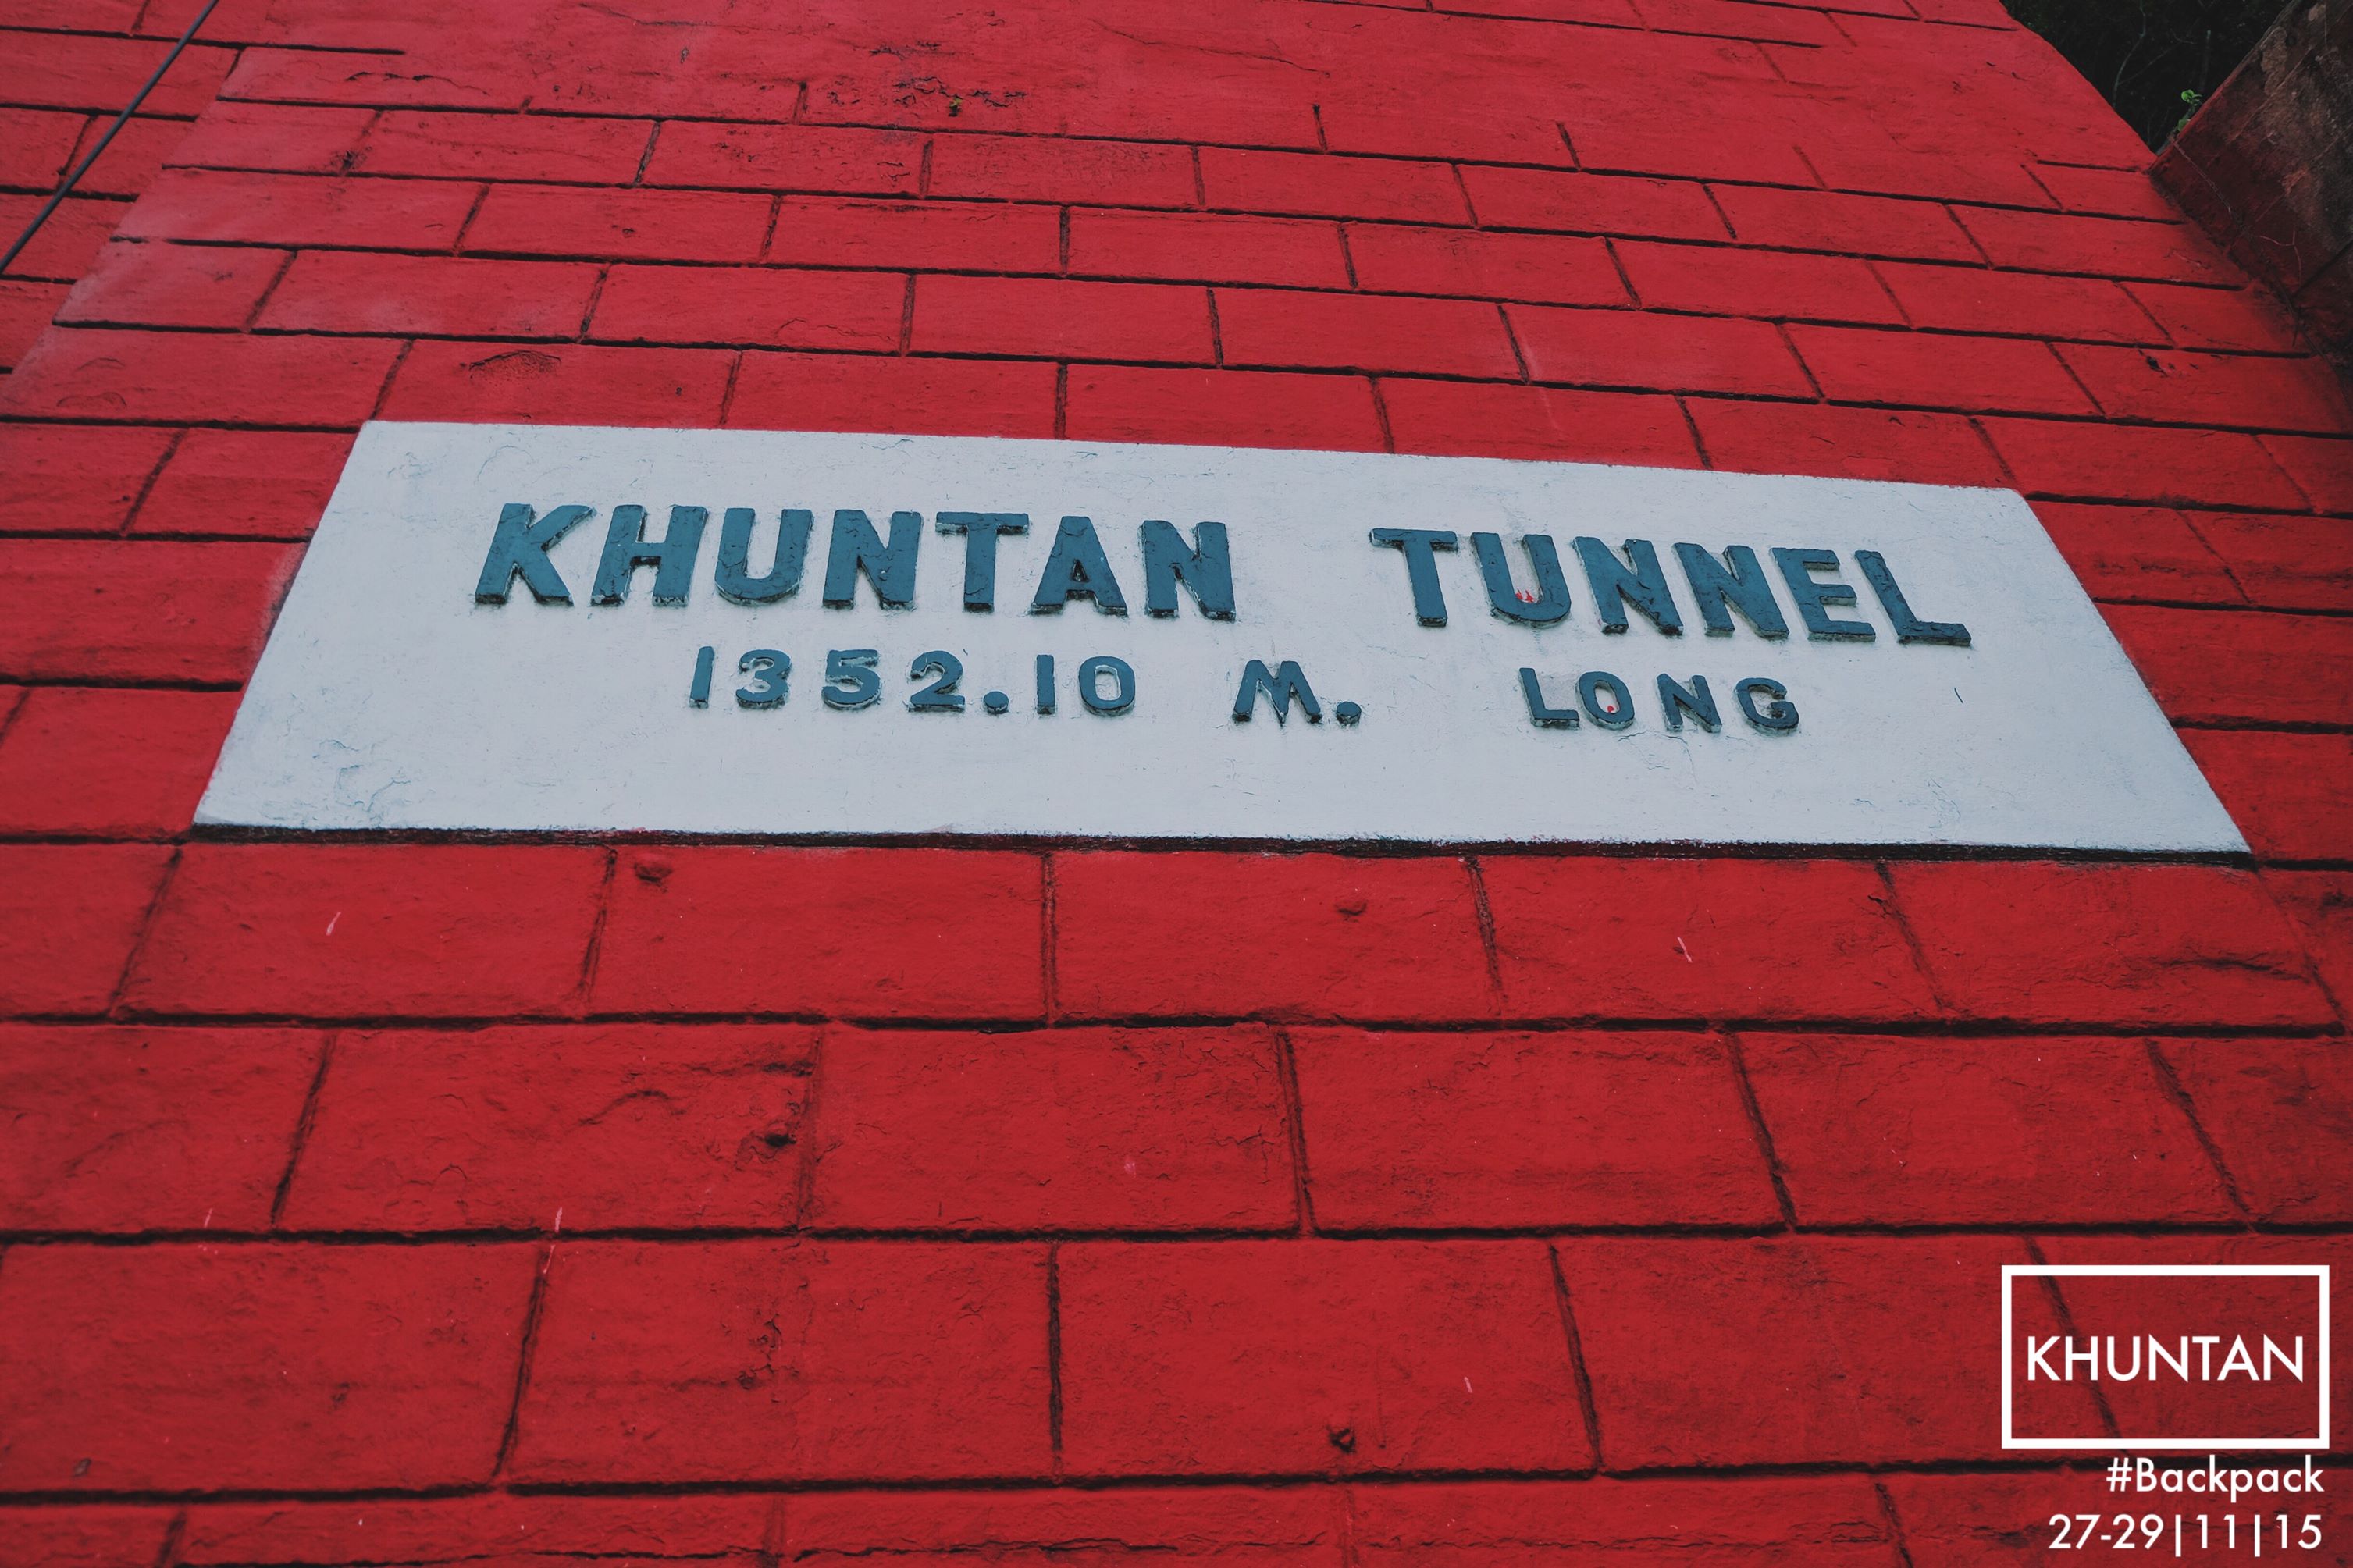 KHUNTAN TUNNEL
1352.10 M. LONG
KHUNTAN
#Backpack
27-29|11|15